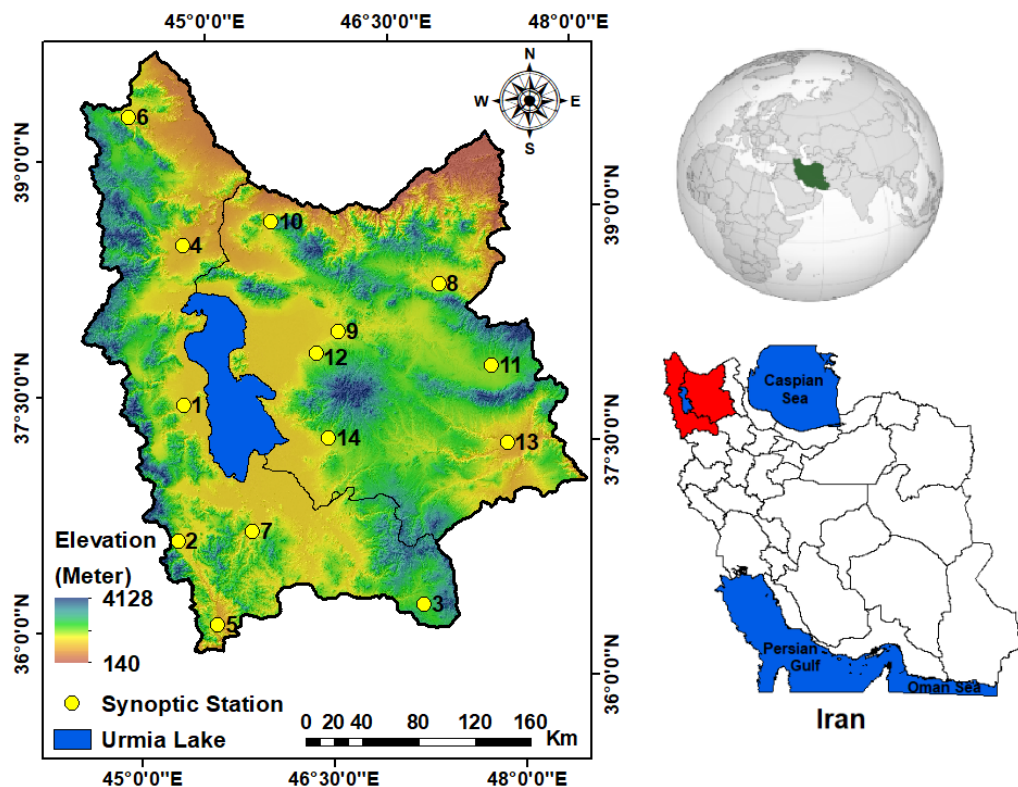 45°0'0"E 46°30'0"E 48°0'0"E
N
W E
S
39°0'0"N
37°30'0"N
36°0'0"N
39°0'0"N
37°30'0"N
36°0'0"N
6
10
4
8
9
12
11
1
14
13
7
2
3
5
Elevation
(Meter)
4128
140
Synoptic Station
Urmia Lake
0 20 40 80 120 160
Km
45°0'0"E 46°30'0"E 48°0'0"E
Caspian
Sea
Persian
Gulf
Oman Sea
Iran